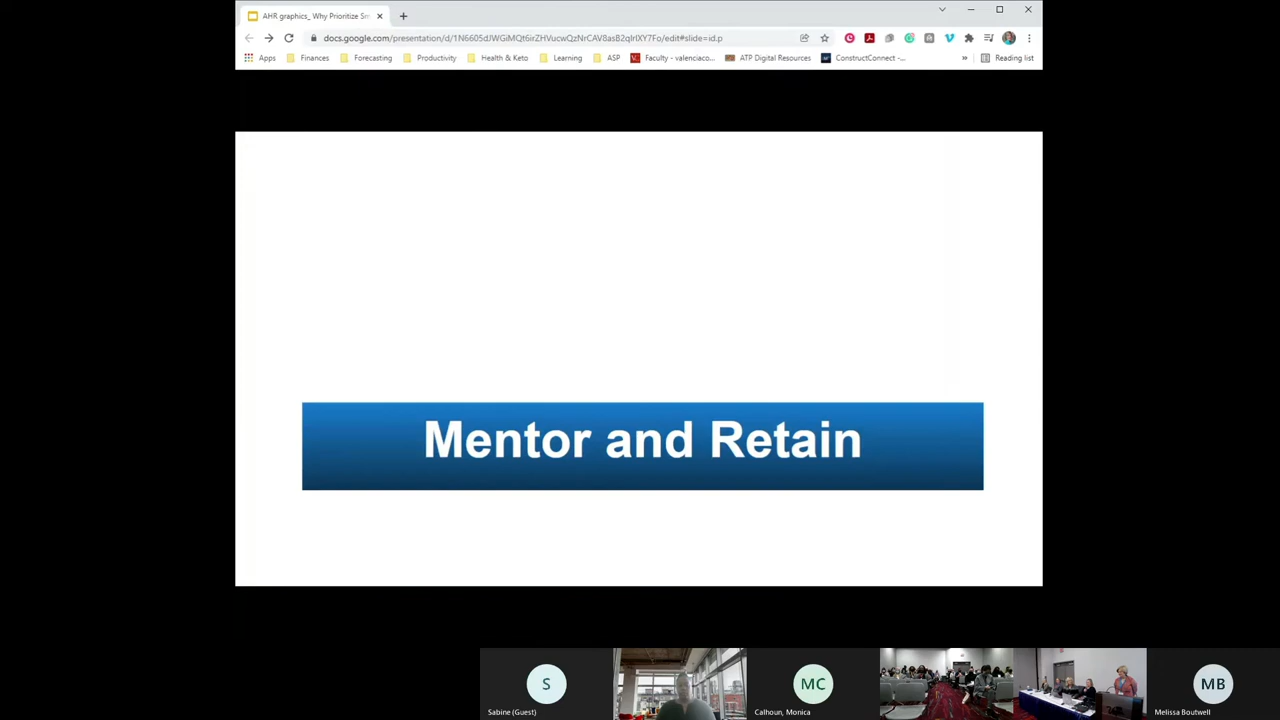 AHR graphics_ Why Prioritize Sm
docs.google.com/presentation/d/1N6605dJWGiMQt6irZHVucwQzNrCAV8asB2qIrIXY7Fo/edit#slide=id.p
Apps Finances Forecasting Productivity Health & Keto Learning ASP Faculty - valenciaco... ATP Digital Resources ConstructConnect -... » Reading list
Mentor and Retain
S MC MB
Sabine (Guest) Calhoun, Monica Melissa Boutwell